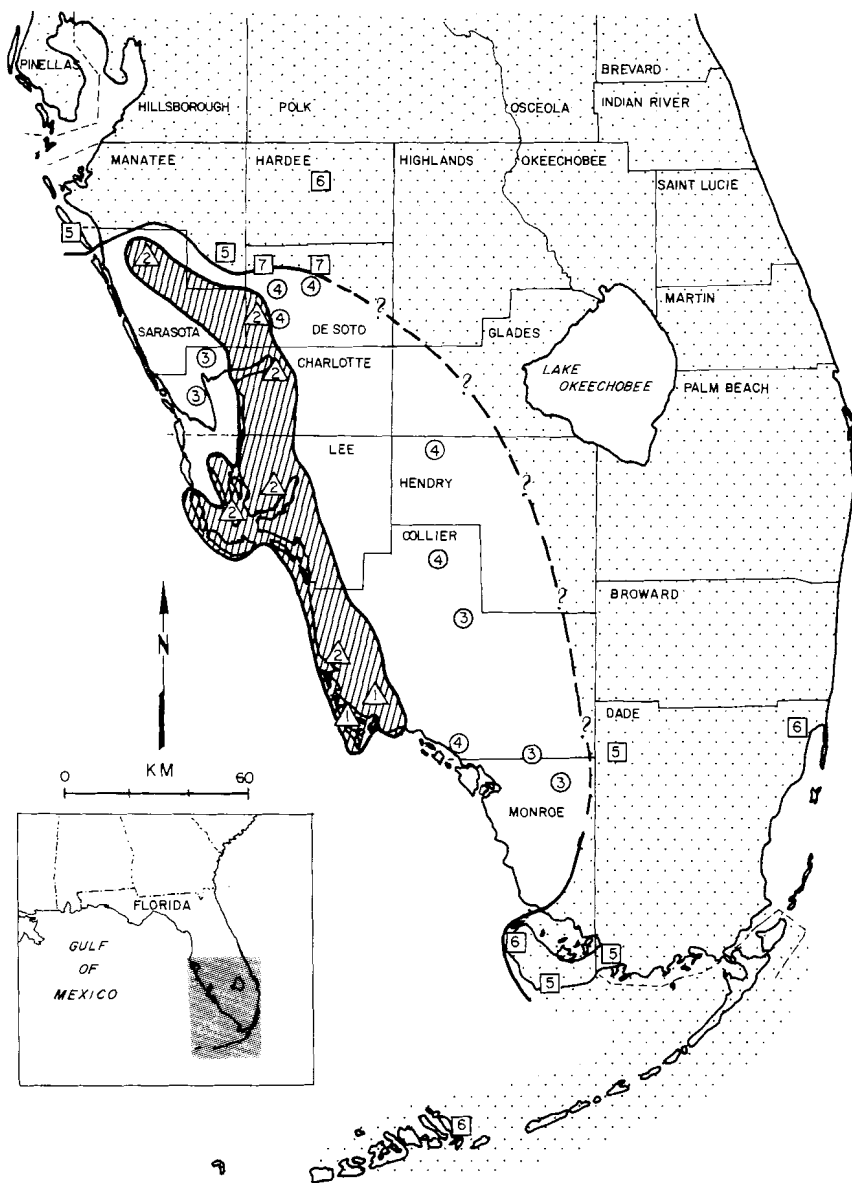 PINELLAS
HILLSBOROUGH
POLK
OSCEOLA
BREVARD
INDIAN RIVER
MANATEE
HARDEE
HIGHLANDS
OKEECHOBEE
6
SAINT LUCIE
5
5
7
7
2
4
4
?
MARTIN
SARASOTA
2
4
DE SOTO
GLADES
3
CHARLOTTE
2
?
LAKE
OKEECHOBEE
PALM BEACH
3
LEE
4
HENDRY
?
2
2
COLLIER
4
?
BROWARD
3
2
1
1
N
DADE
6
4
3
?
5
0
60
KM
3
MONROE
FLORIDA
GULF
OF
MEXICO
6
5
5
6